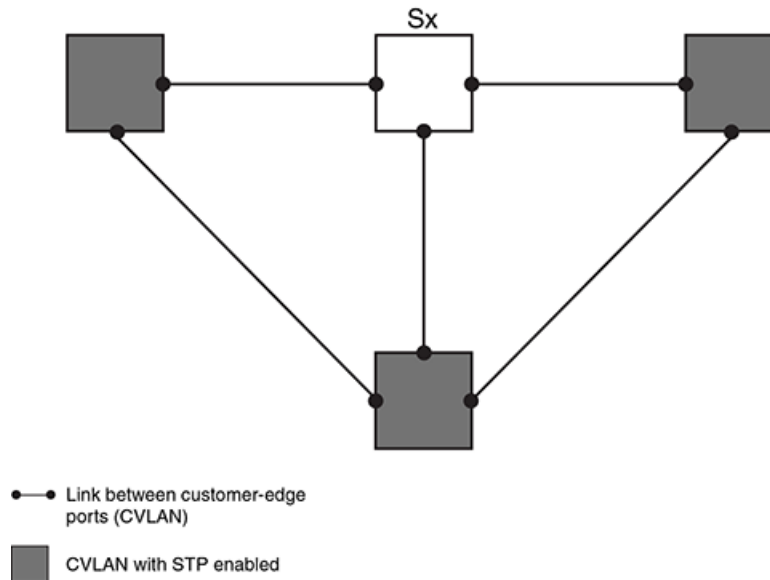 Sx
Link between customer-edge
ports (CVLAN)
CVLAN with STP enabled